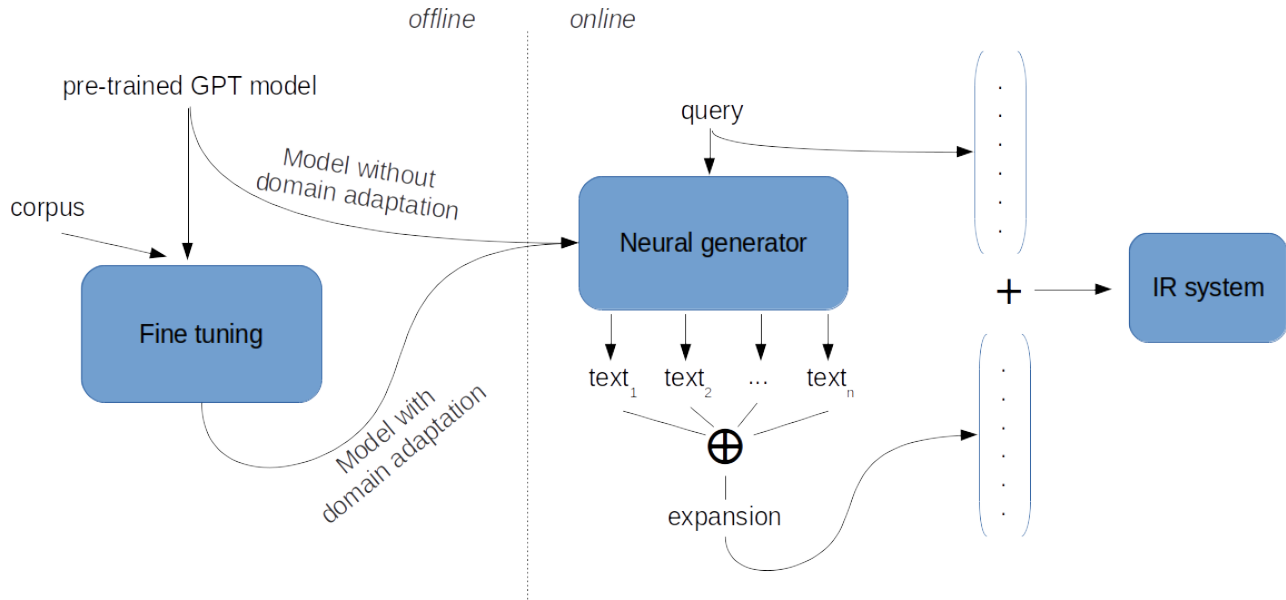 offline
online
pre-trained GPT model
query
Model without
domain adaptation
corpus
Neural generator
Fine tuning
+
IR system
text1 text2 ... textn
Model with
domain adaptation
expansion